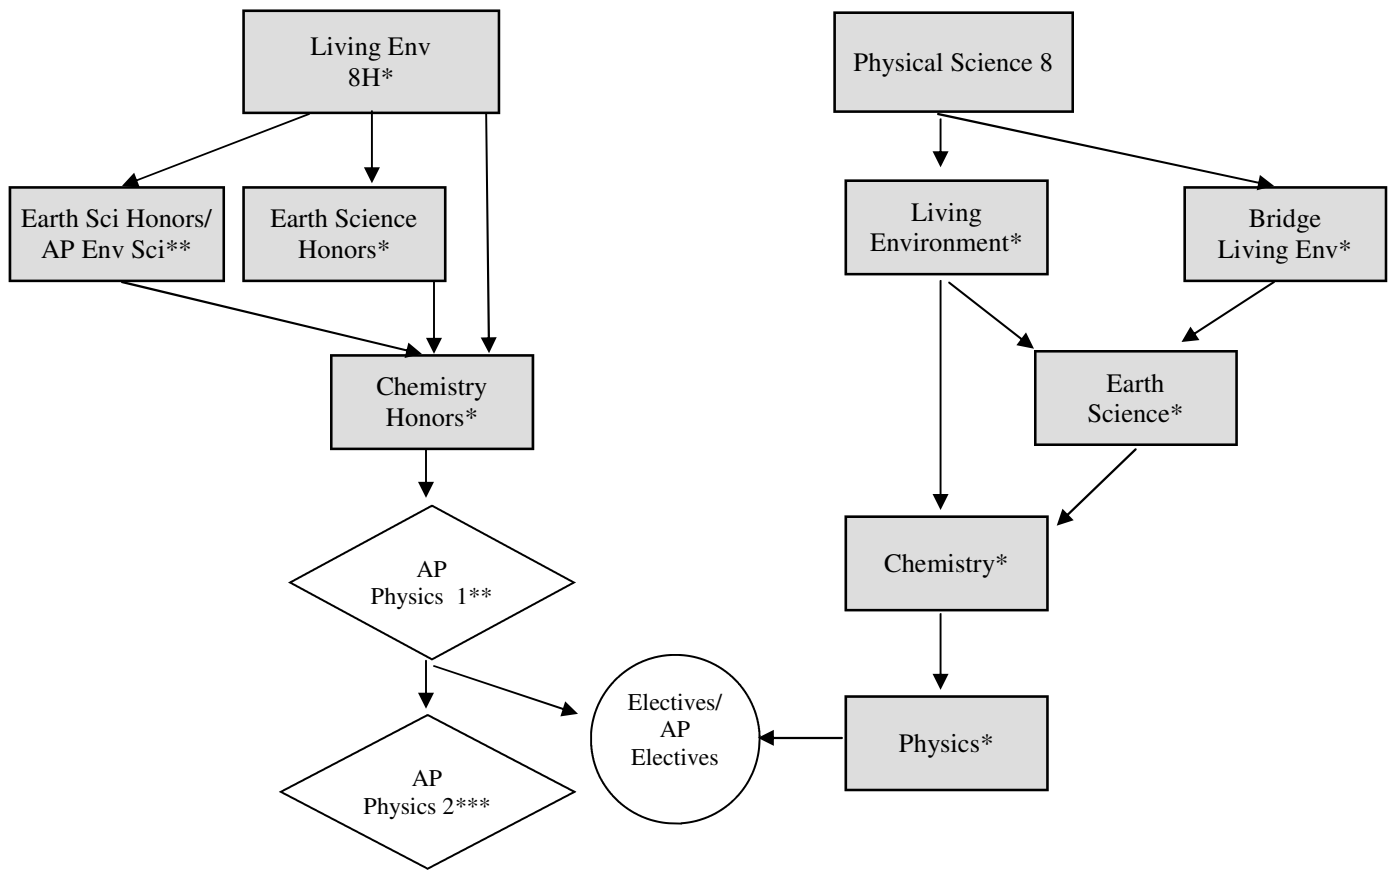 Living Env
8H*
Physical Science 8
Earth Sci Honors/
AP Env Sci**
Earth Science
Honors*
Living
Environment*
Bridge
Living Env*
Chemistry
Honors*
Earth
Science*
AP
Physics  1**
Chemistry*
Electives/
AP
Electives
Physics*
AP
Physics 2***